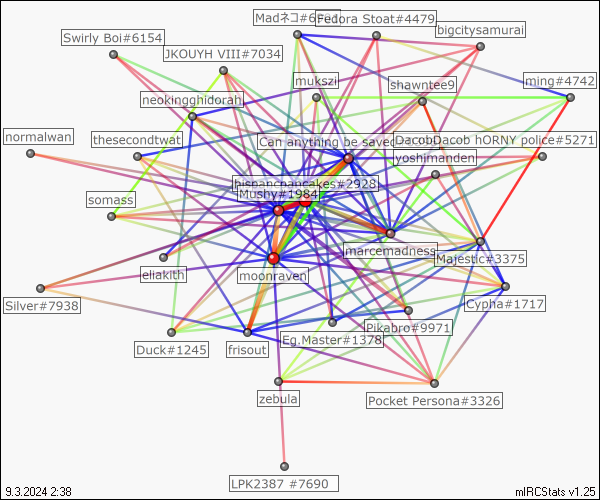 Madネコ#6 Fedora Stoat#4479
bigcitysamurai
Swirly Boi#6154
JKOUYH VIII#7034
mukszi
shawntee9
ming#4742
neokingghidorah
normalwan
thesecondtwat
Can anything be saved
DacobDacob hORNY police#5271
yoshimanden
hispanchancakes#2928
Mushy#1984
somass
marcemadness
Majestic#3375
eliakith
moonraven
Silver#7938
Cypha#1717
Pikabro#9971
Eg.Master#1378
Duck#1245
frisout
zebula
Pocket Persona#3326
LPK2387 #7690
9.3.2024 2:38
mIRCStats v1.25